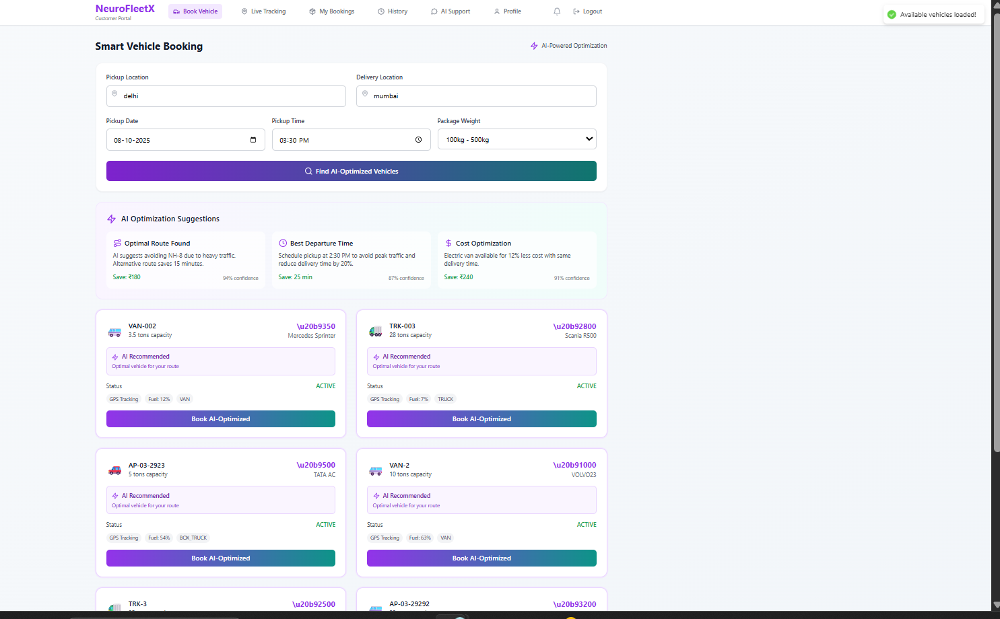 NeuroFleetX
Customer Portal
Book Vehicle
Live Tracking
My Bookings
History
AI Support
Profile
Logout
Available vehicles loaded!
Smart Vehicle Booking
AI-Powered Optimization
Pickup Location
Delivery Location
delhi
mumbai
Pickup Date
Pickup Time
Package Weight
08-10-2025
03:30 PM
100kg - 500kg
Find AI-Optimized Vehicles
AI Optimization Suggestions
Optimal Route Found
AI suggests avoiding NH-8 due to heavy traffic.
Alternative route saves 15 minutes.
Save: ₹180
94% confidence
Best Departure Time
Schedule pickup at 2:30 PM to avoid peak traffic and
reduce delivery time by 20%.
Save: 25 min
87% confidence
Cost Optimization
Electric van available for 12% less cost with same
delivery time.
Save: ₹240
91% confidence
VAN-002
\u20b9350
3.5 tons capacity
Mercedes Sprinter
AI Recommended
Optimal vehicle for your route
Status
ACTIVE
GPS Tracking
Fuel: 12%
VAN
Book AI-Optimized
TRK-003
\u20b92800
28 tons capacity
Scania R500
AI Recommended
Optimal vehicle for your route
Status
ACTIVE
GPS Tracking
Fuel: 7%
TRUCK
Book AI-Optimized
AP-03-2923
\u20b9500
5 tons capacity
TATA AC
AI Recommended
Optimal vehicle for your route
Status
ACTIVE
GPS Tracking
Fuel: 54%
BOX_TRUCK
Book AI-Optimized
VAN-2
\u20b91000
10 tons capacity
VOLVO23
AI Recommended
Optimal vehicle for your route
Status
ACTIVE
GPS Tracking
Fuel: 63%
VAN
Book AI-Optimized
TRK-3
\u20b92500
AP-03-29292
\u20b93200